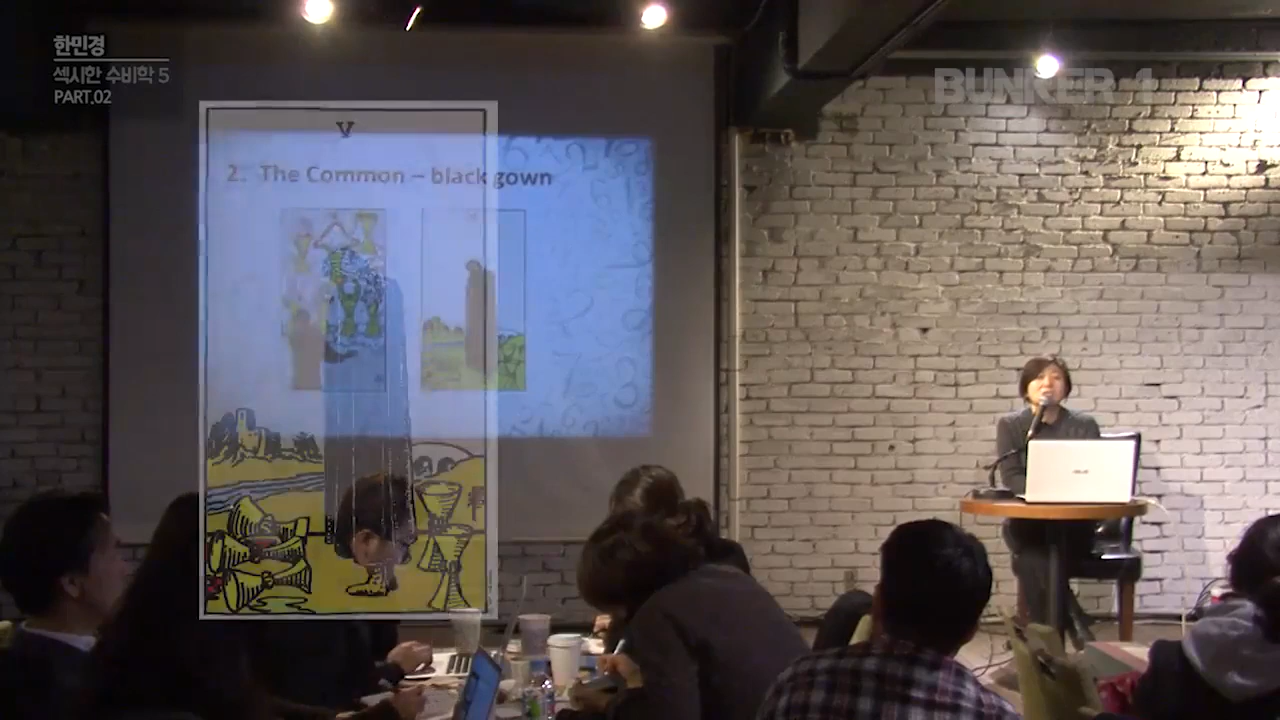 한민경
섹시한 수비학 5
PART.02
BUNKER 1
V
2. The Common – black gown